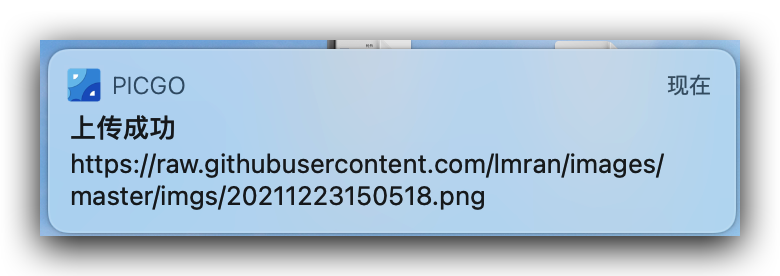 PICGO
现在
上传成功
https://raw.githubusercontent.com/lmran/images/
master/imgs/20211223150518.png